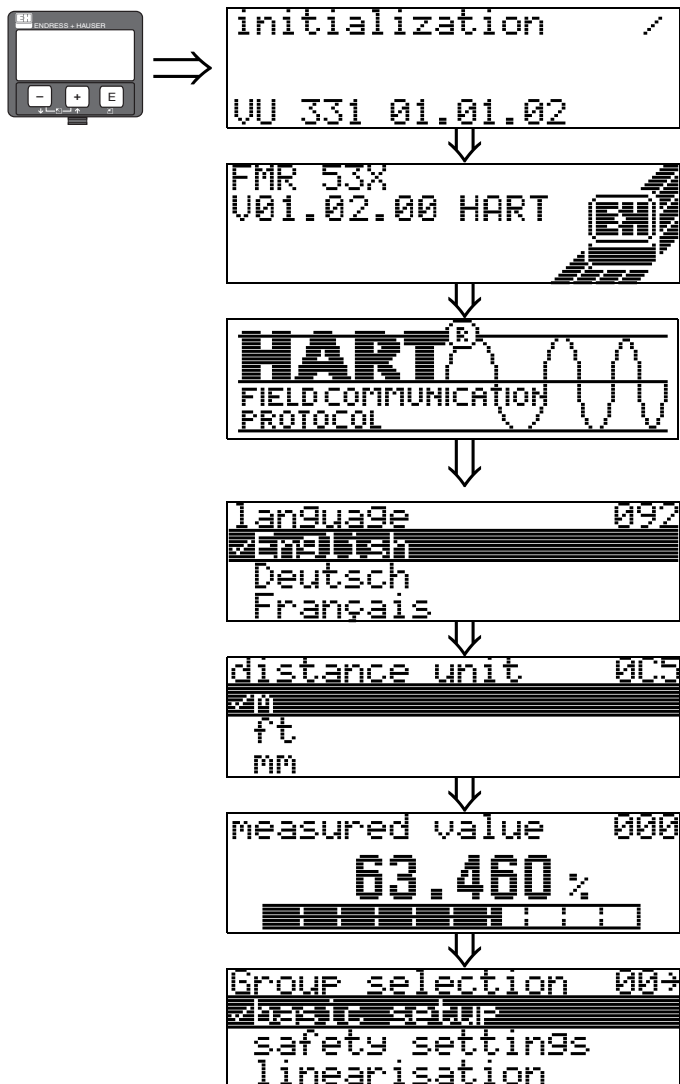 EH ENDRESS + HAUSER
- + E
initialization /
VU 331 01.01.02
FMR 53X
V01.02.00 HART
EH
HART®
FIELD COMMUNICATION
PROTOCOL
language 092
✓English
Deutsch
Français
distance unit 0C5
✓m
ft
mm
measured value 000
63.460 %
Group selection 00→
✓basic setup
safety settings
linearisation